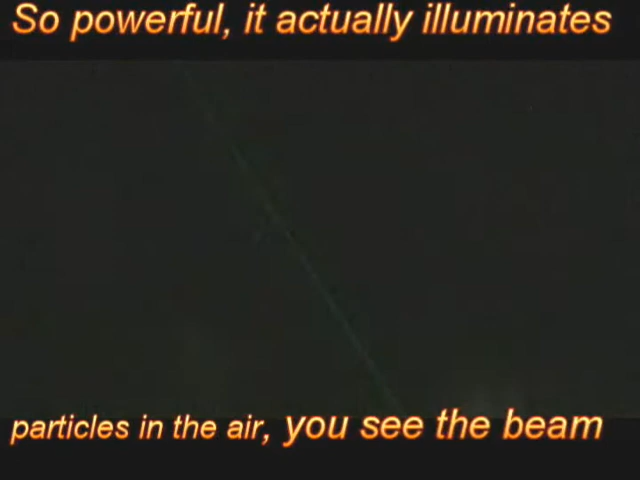 So powerful, it actually illuminates
particles in the air, you see the beam